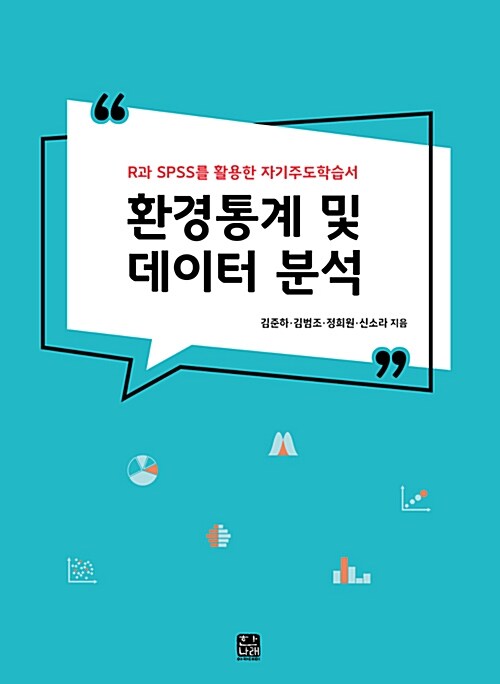 ❝
R과 SPSS를 활용한 자기주도학습서
환경통계 및
데이터 분석
김준하·김범조·정희원·신소라 지음
❞
한
나래